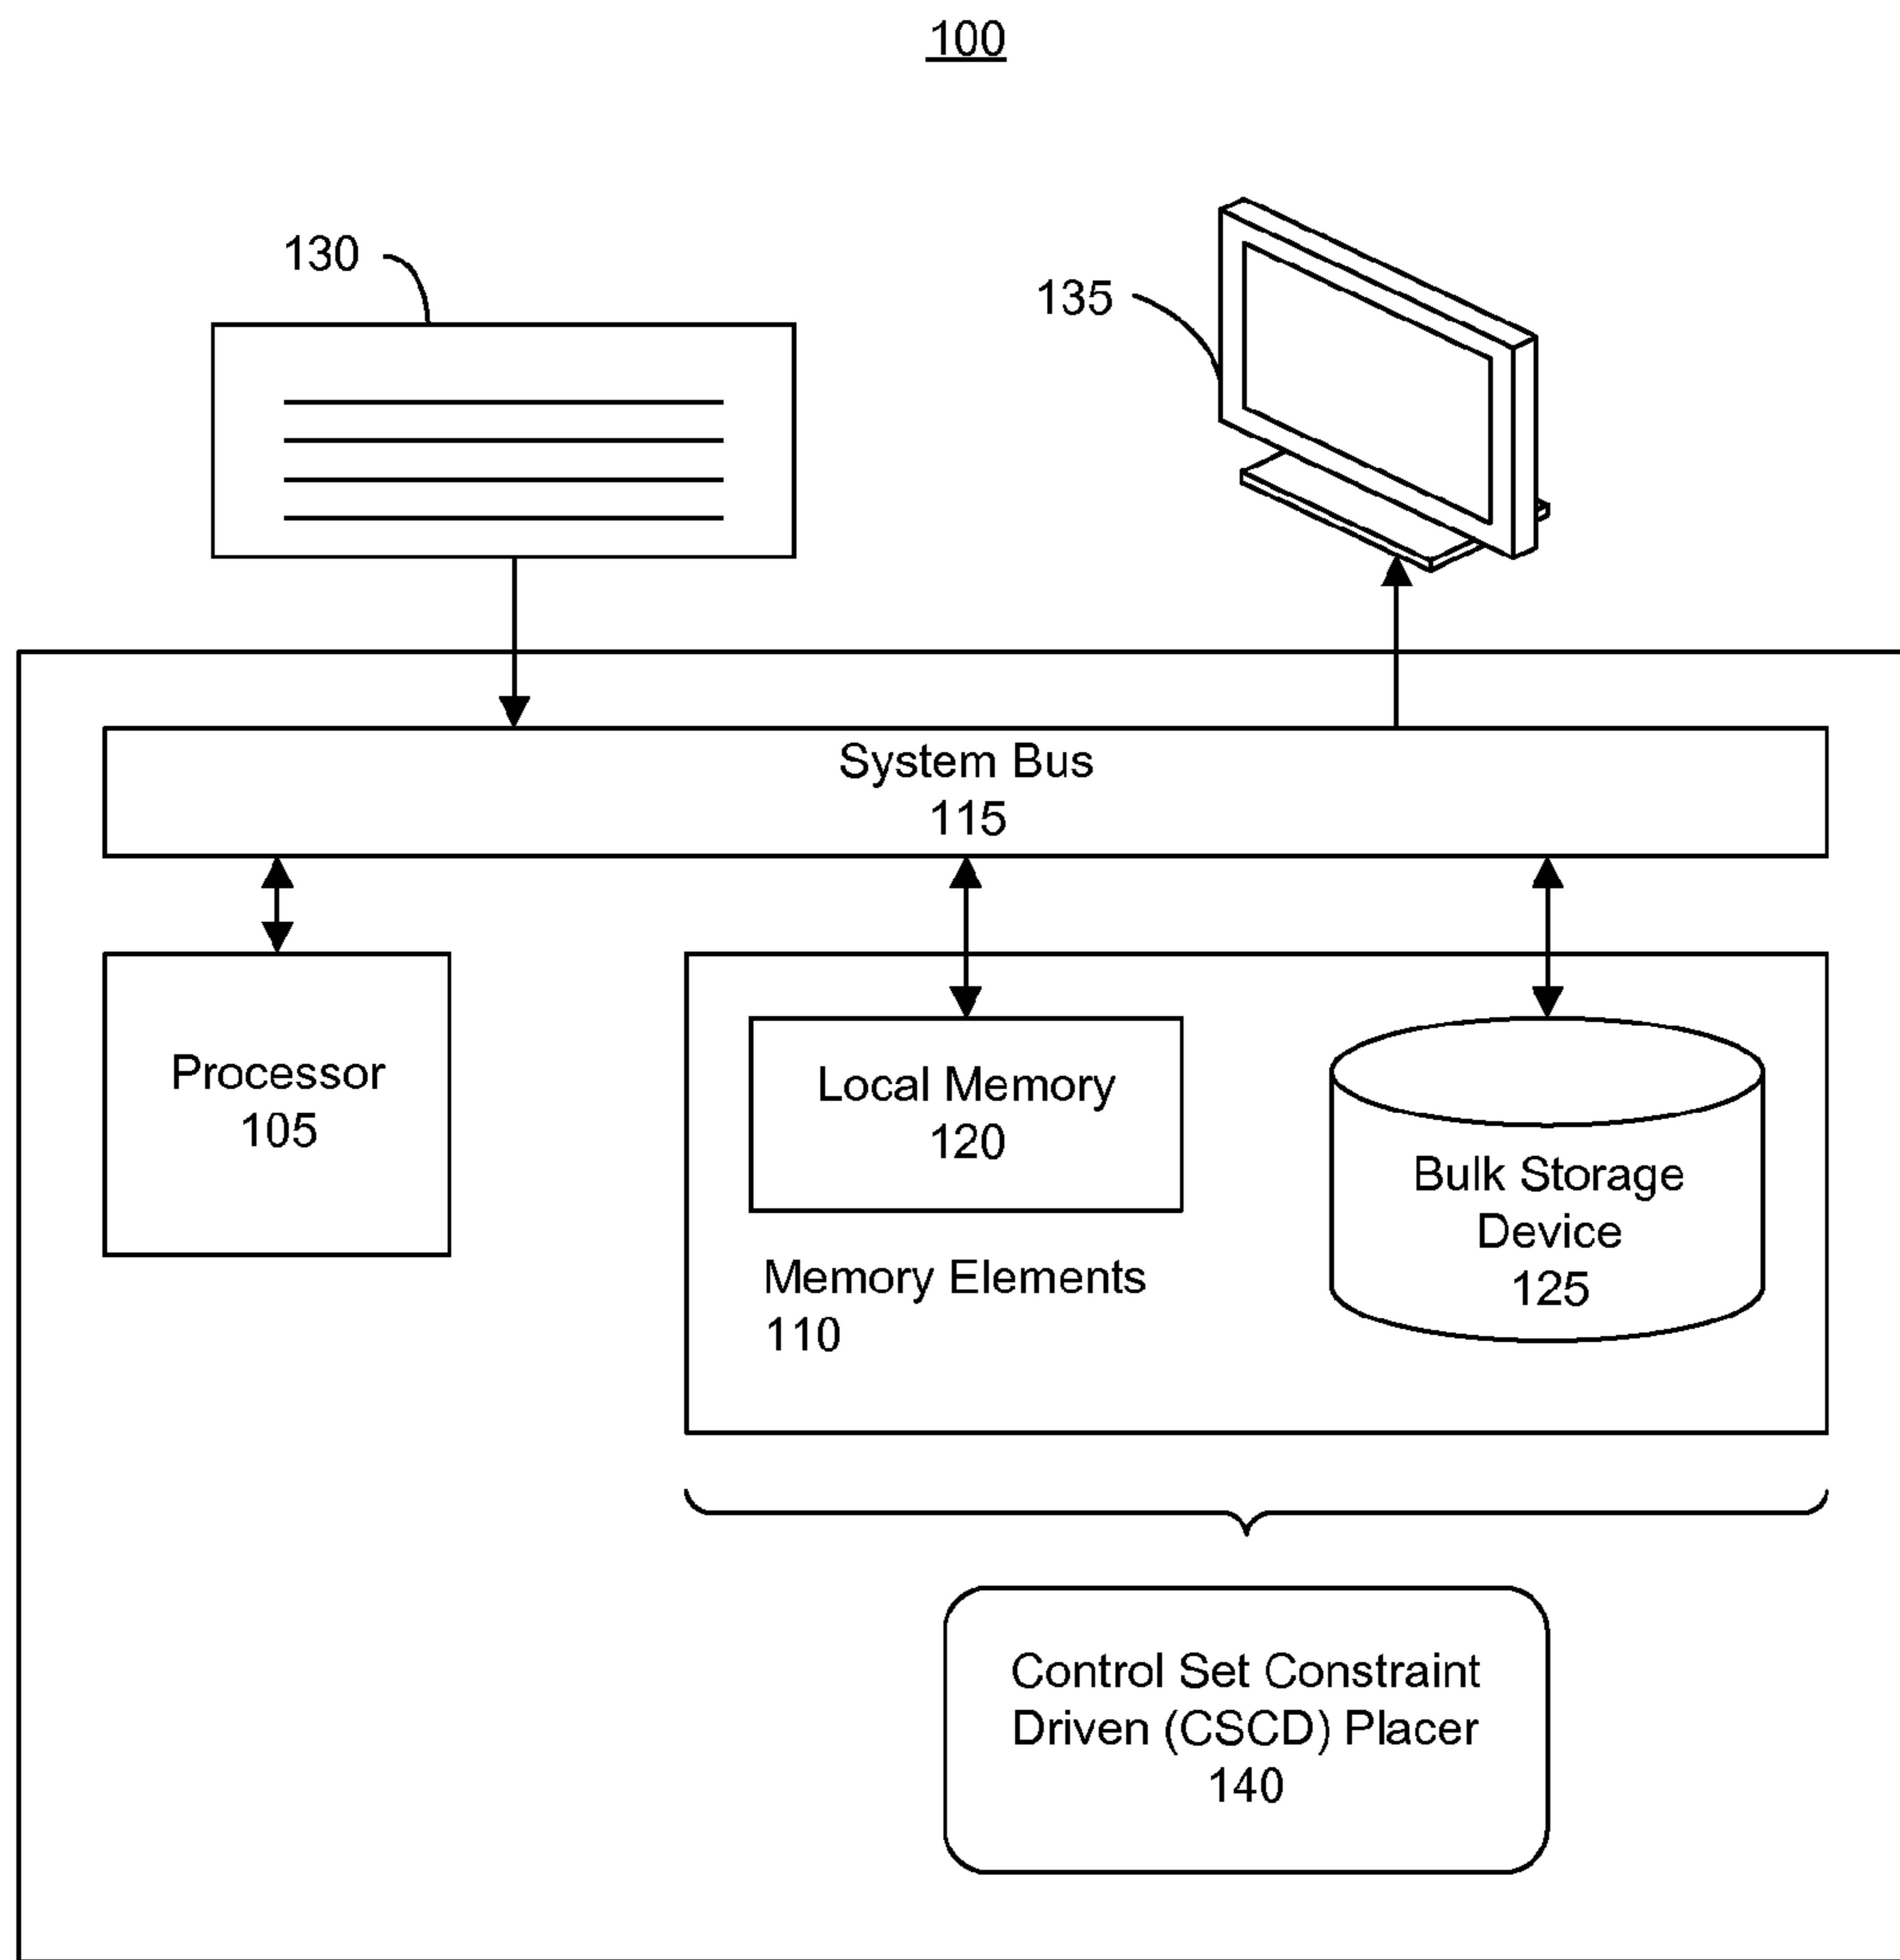 100
130
135
System Bus
115
Processor
105
Local Memory
120
Bulk Storage
Device
125
Memory Elements
110
Control Set Constraint
Driven (CSCD) Placer
140